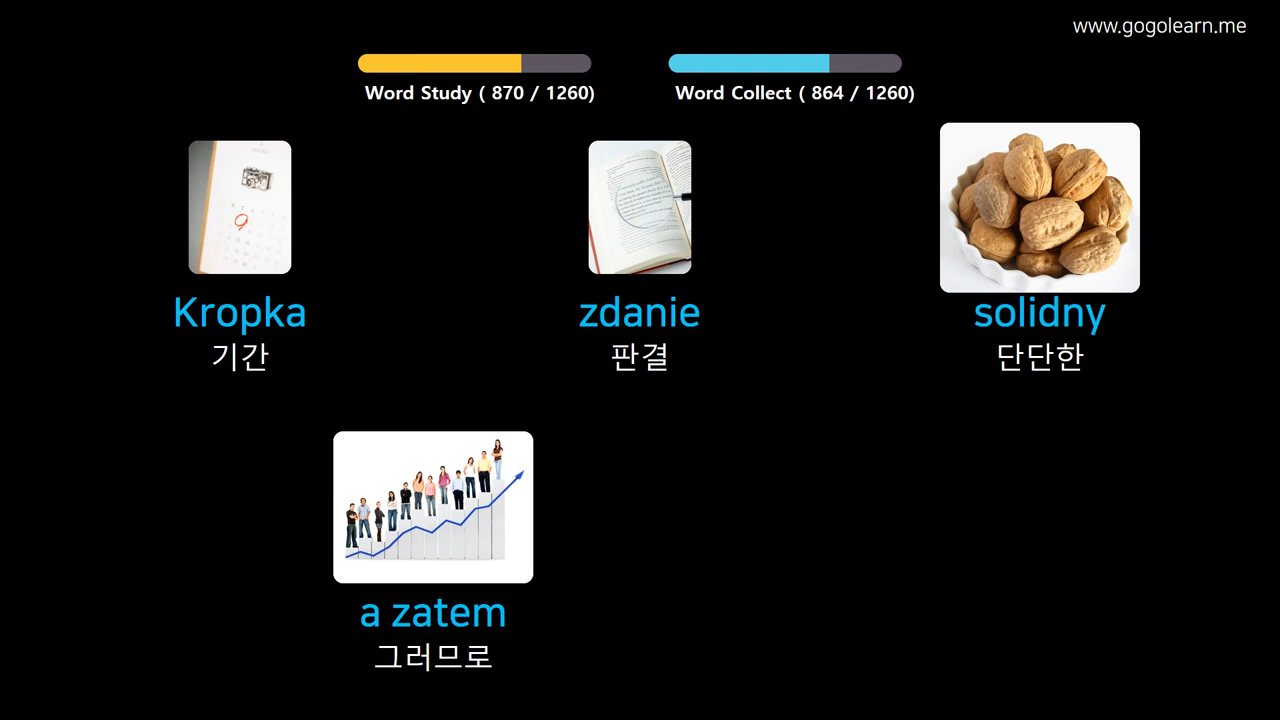 www.gogolearn.me
Word Study ( 870 / 1260)
Word Collect ( 864 / 1260)
Kropka
기간
zdanie
판결
solidny
단단한
a zatem
그러므로